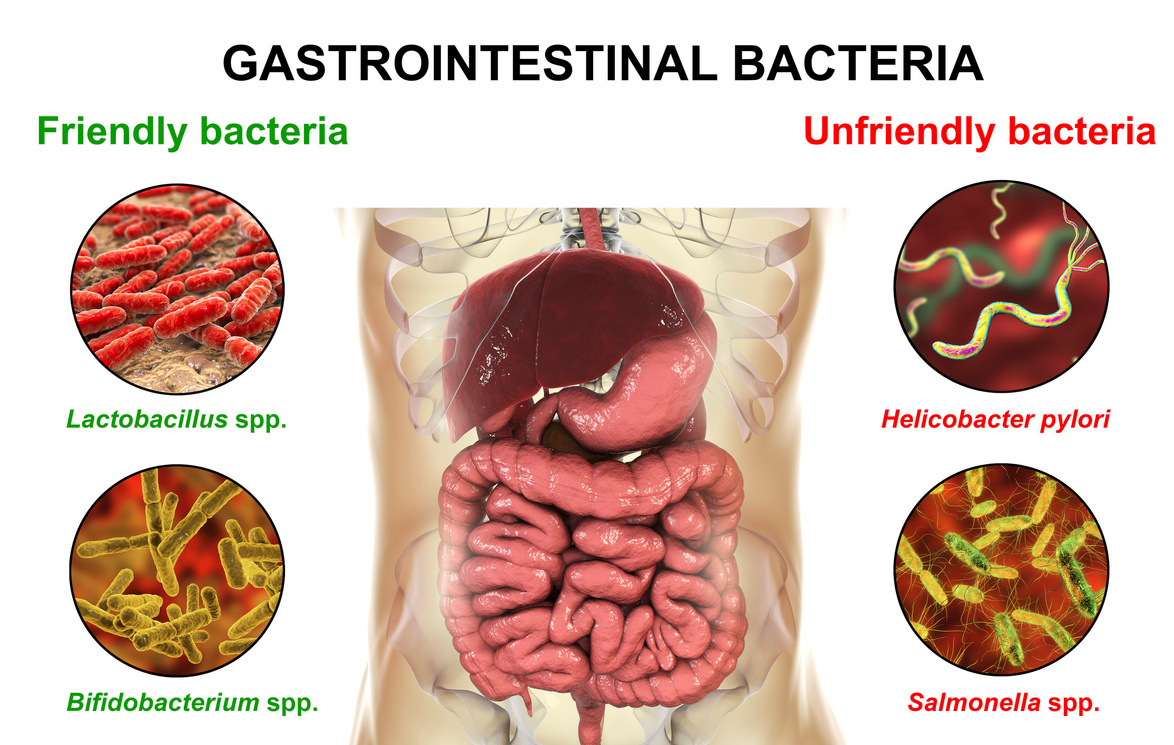 GASTROINTESTINAL BACTERIA
Friendly bacteria
Unfriendly bacteria
Lactobacillus spp.
Helicobacter pylori
Bifidobacterium spp.
Salmonella spp.